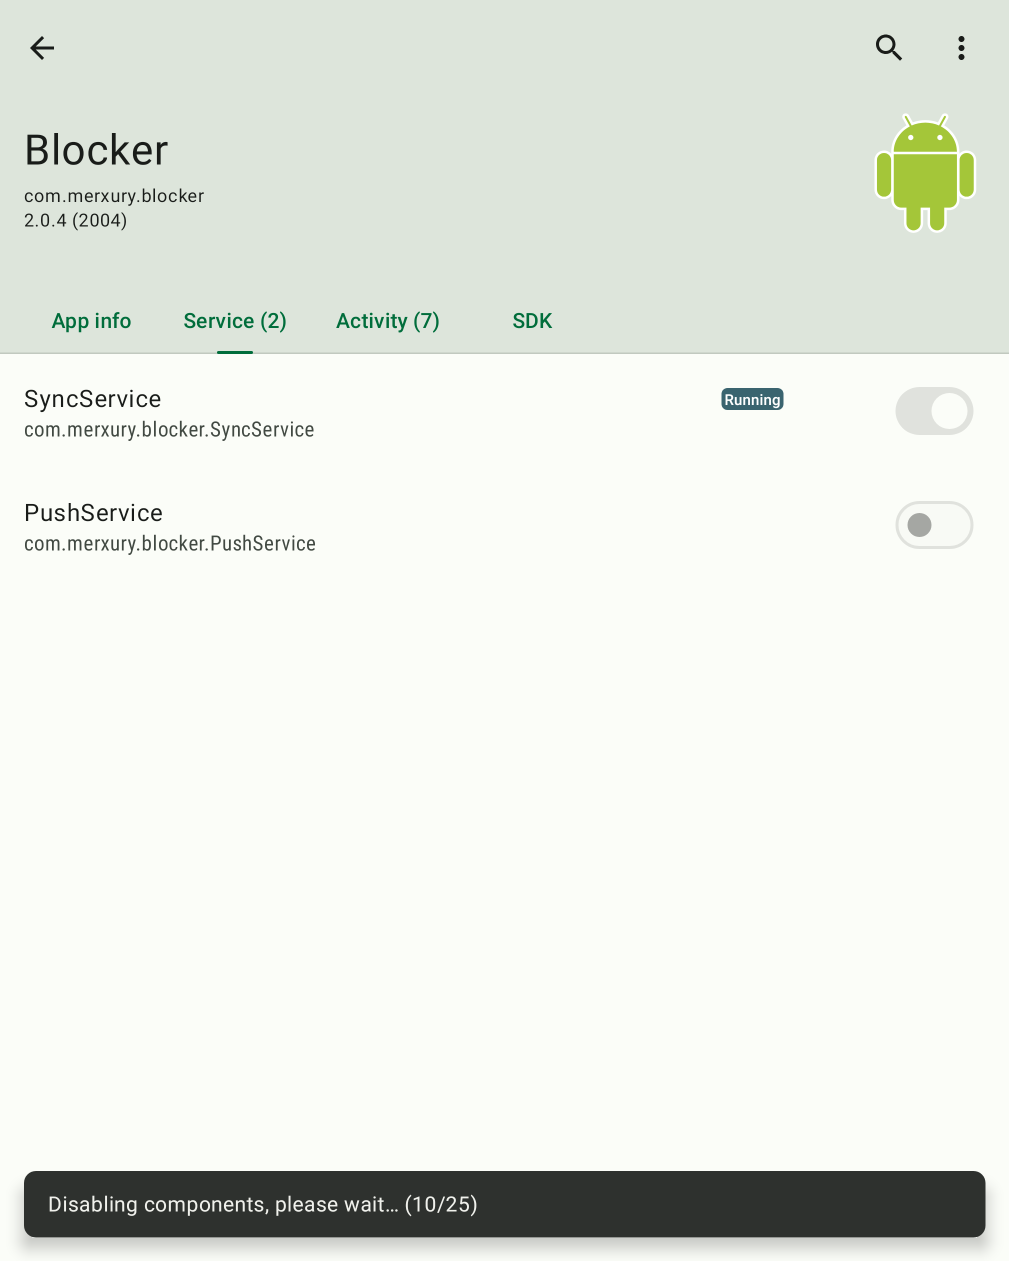 Blocker
com.merxury.blocker
2.0.4 (2004)
App info Service (2) Activity (7) SDK
SyncService Running
com.merxury.blocker.SyncService
PushService
com.merxury.blocker.PushService
Disabling components, please wait… (10/25)